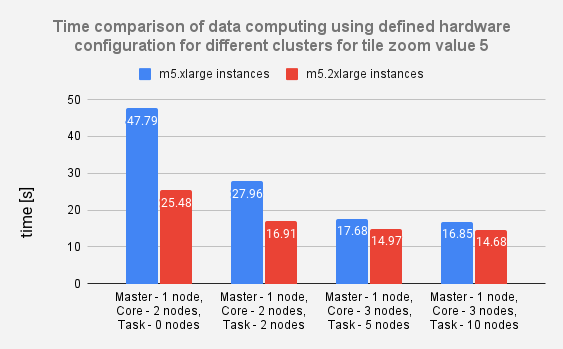 Time comparison of data computing using defined hardware
configuration for different clusters for tile zoom value 5
m5.xlarge instances
m5.2xlarge instances
time [s]
50
40
30
20
10
0
47.79
25.48
27.96
16.91
17.68
14.97
16.85
14.68
Master - 1 node,
Core - 2 nodes,
Task - 0 nodes
Master - 1 node,
Core - 2 nodes,
Task - 2 nodes
Master - 1 node,
Core - 3 nodes,
Task - 5 nodes
Master - 1 node,
Core - 3 nodes,
Task - 10 nodes